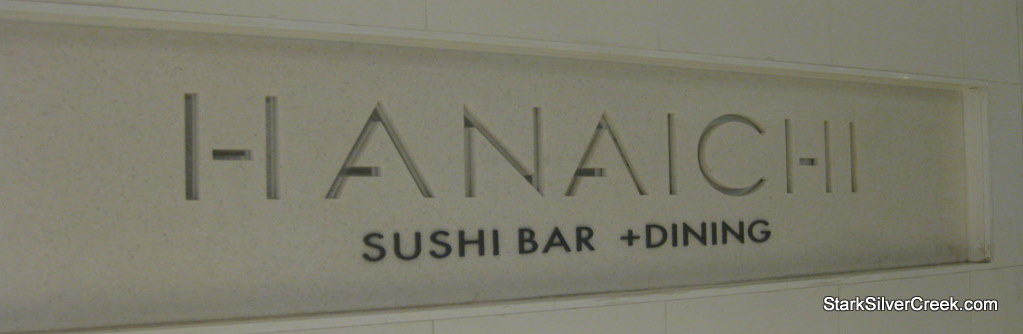 HANAICHI
SUSHI BAR +DINING
StarkSilverCreek.com